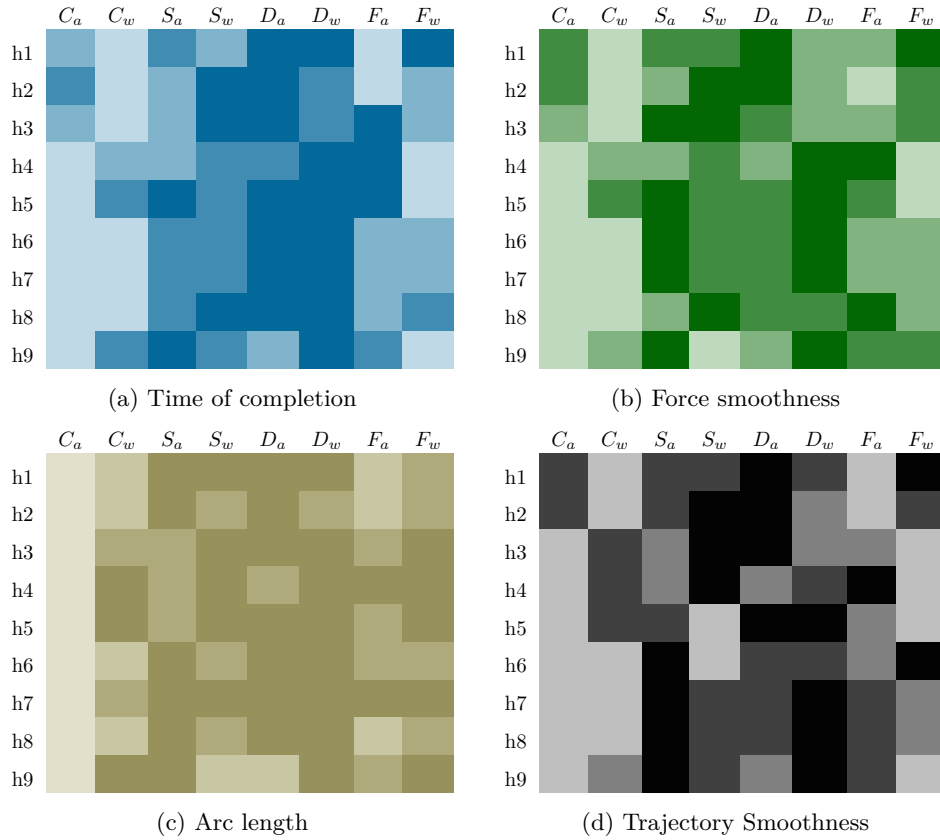 C_a C_w S_a S_w D_a D_w F_a F_w
h1
h2
h3
h4
h5
h6
h7
h8
h9
(a) Time of completion
C_a C_w S_a S_w D_a D_w F_a F_w
h1
h2
h3
h4
h5
h6
h7
h8
h9
(b) Force smoothness
C_a C_w S_a S_w D_a D_w F_a F_w
h1
h2
h3
h4
h5
h6
h7
h8
h9
(c) Arc length
C_a C_w S_a S_w D_a D_w F_a F_w
h1
h2
h3
h4
h5
h6
h7
h8
h9
(d) Trajectory Smoothness